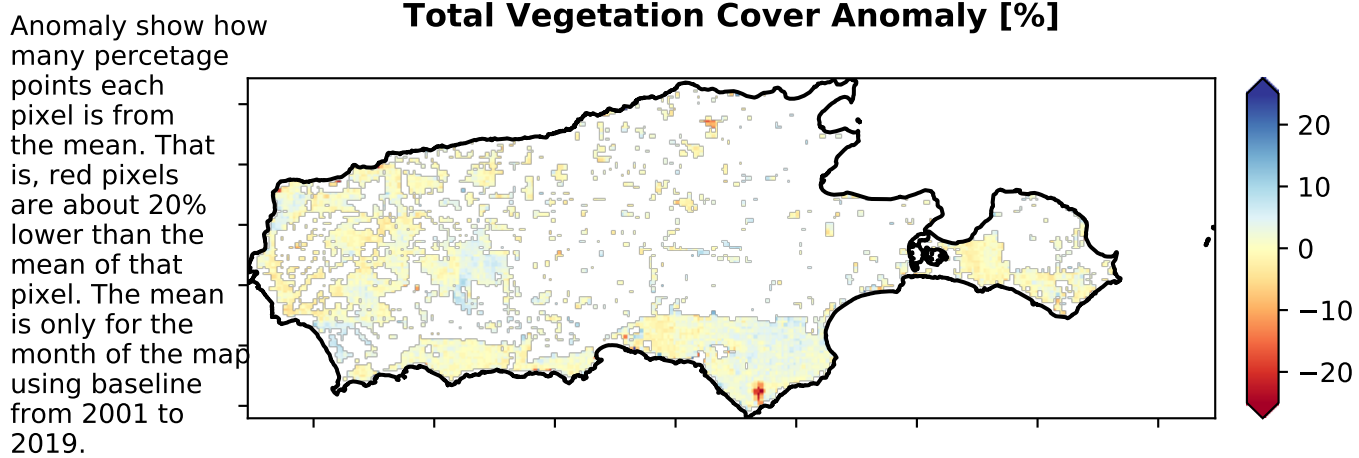 Total Vegetation Cover Anomaly [%]
Anomaly show how
many percetage
points each
pixel is from
the mean. That
is, red pixels
are about 20%
lower than the
mean of that
pixel. The mean
is only for the
month of the map
using baseline
from 2001 to
2019.
20
10
0
−10
−20